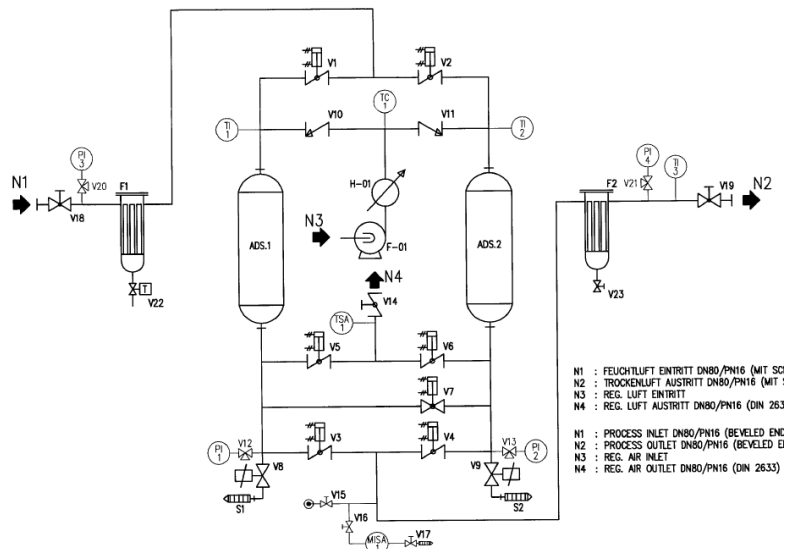 V1
V2
TC
1
V10
V11
TI
1
TI
2
PI
3
V20
F1
N1
V18
H-01
N3
F-01
ADS.1
ADS.2
N4
V14
TSA
1
V22
T
PI
4
V21
TI
3
V19
F2
N2
V23
V5
V6
V7
V3
V4
PI
1
V12
V13
PI
2
V8
V9
S1
S2
V15
V16
V17
MISA
1
N1 : FEUCHTLUFT EINTRITT DN80/PN16 (MIT
N2 : TROCKENLUFT AUSTRITT DN80/PN16 (MIT
N3 : REG. LUFT EINTRITT
N4 : REG. LUFT AUSTRITT DN80/PN16 (DIN 263
N1 : PROCESS INLET DN80/PN16 (BEVELED END
N2 : PROCESS OUTLET DN80/PN16 (BEVELED
N3 : REG. AIR INLET
N4 : REG. AIR OUTLET DN80/PN16 (DIN 2633)